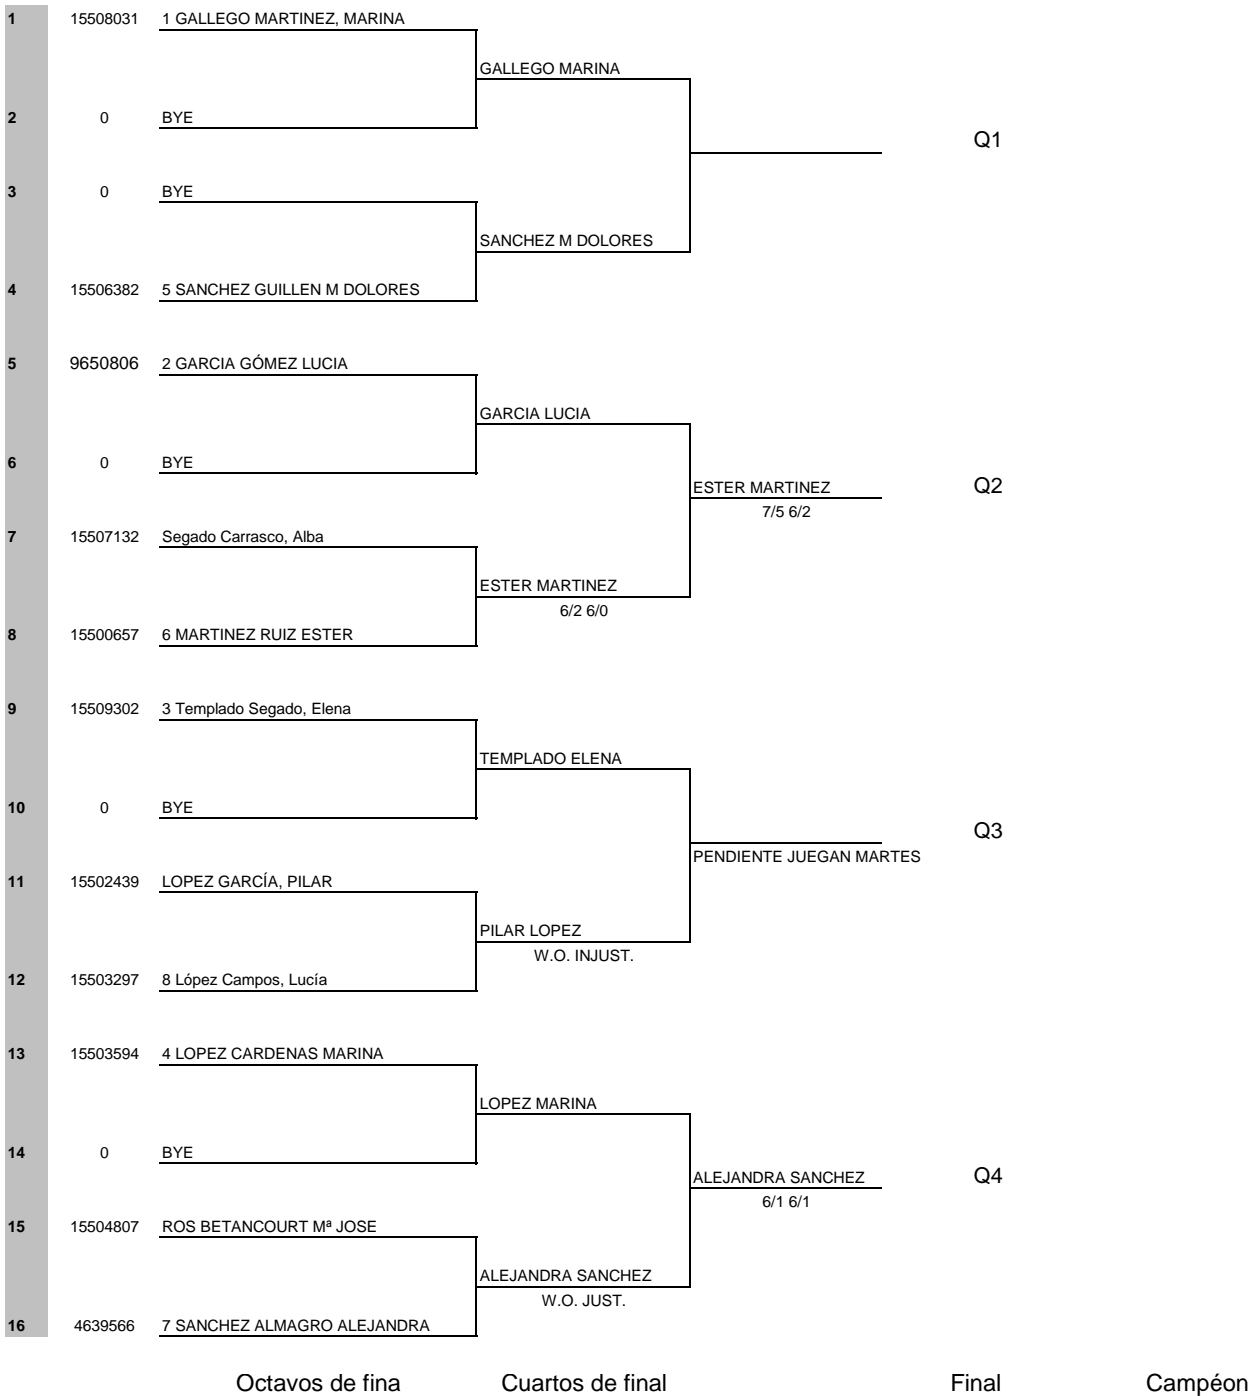 1 15508031 1 GALLEGO MARTINEZ, MARINA
GALLEGO MARINA
2 0 BYE
Q1
3 0 BYE
SANCHEZ M DOLORES
4 15506382 5 SANCHEZ GUILLEN M DOLORES
5 9650806 2 GARCIA GÓMEZ LUCIA
GARCIA LUCIA
6 0 BYE
ESTER MARTINEZ Q2
7/5 6/2
7 15507132 Segado Carrasco, Alba
ESTER MARTINEZ
6/2 6/0
8 15500657 6 MARTINEZ RUIZ ESTER
9 15509302 3 Templado Segado, Elena
TEMPLADO ELENA
10 0 BYE
Q3
PENDIENTE JUEGAN MARTES
11 15502439 LOPEZ GARCÍA, PILAR
PILAR LOPEZ
W.O. INJUST.
12 15503297 8 López Campos, Lucía
13 15503594 4 LOPEZ CARDENAS MARINA
LOPEZ MARINA
14 0 BYE
ALEJANDRA SANCHEZ Q4
6/1 6/1
15 15504807 ROS BETANCOURT Mª JOSE
ALEJANDRA SANCHEZ
W.O. JUST.
16 4639566 7 SANCHEZ ALMAGRO ALEJANDRA
Octavos de fina Cuartos de final Final Campéon